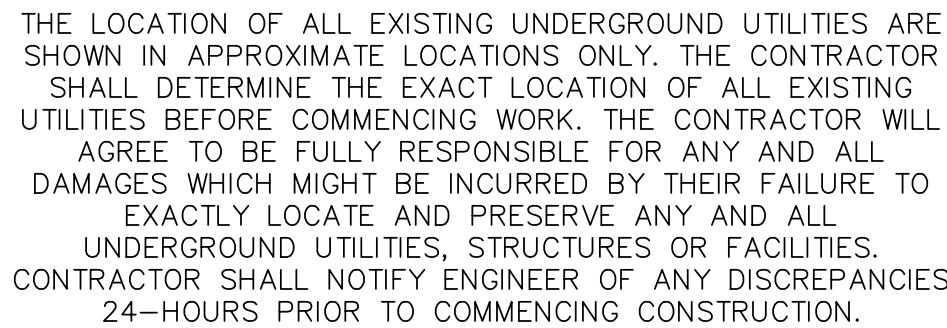 THE LOCATION OF ALL EXISTING UNDERGROUND UTILITIES ARE
SHOWN IN APPROXIMATE LOCATIONS ONLY. THE CONTRACTOR
SHALL DETERMINE THE EXACT LOCATION OF ALL EXISTING
UTILITIES BEFORE COMMENCING WORK. THE CONTRACTOR WILL
AGREE TO BE FULLY RESPONSIBLE FOR ANY AND ALL
DAMAGES WHICH MIGHT BE INCURRED BY THEIR FAILURE TO
EXACTLY LOCATE AND PRESERVE ANY AND ALL
UNDERGROUND UTILITIES, STRUCTURES OR FACILITIES.
CONTRACTOR SHALL NOTIFY ENGINEER OF ANY DISCREPANCIES
24-HOURS PRIOR TO COMMENCING CONSTRUCTION.